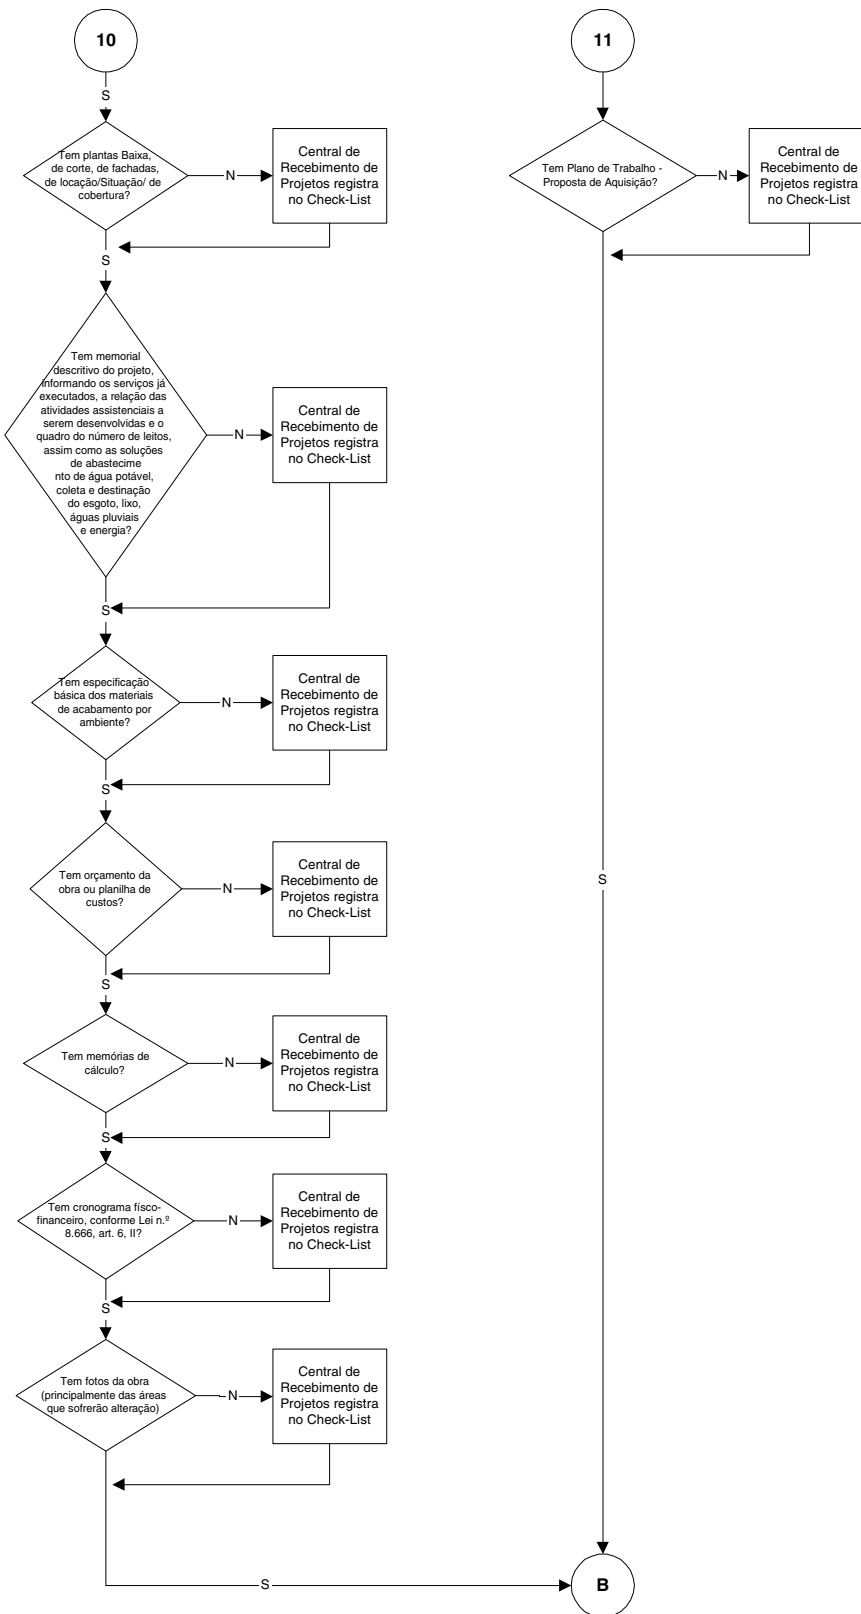 10
S
Tem plantas Baixa,
de corte, de fachadas,
de locação/Situação/ de
cobertura?
N
Central de
Recebimento de
Projetos registra
no Check-List
S
Tem memorial
descritivo do projeto,
informando os serviços já
executados, a relação das
atividades assistenciais a
serem desenvolvidas e o
quadro do número de leitos,
assim como as soluções
de abastecime
nto de água potável,
coleta e destinação
do esgoto, lixo,
águas pluviais
e energia?
N
Central de
Recebimento de
Projetos registra
no Check-List
S
Tem especificação
básica dos materiais
de acabamento por
ambiente?
N
Central de
Recebimento de
Projetos registra
no Check-List
S
Tem orçamento da
obra ou planilha de
custos?
N
Central de
Recebimento de
Projetos registra
no Check-List
S
Tem memórias de
cálculo?
N
Central de
Recebimento de
Projetos registra
no Check-List
S
Tem cronograma físco-
financeiro, conforme Lei n.º
8.666, art. 6, II?
N
Central de
Recebimento de
Projetos registra
no Check-List
S
Tem fotos da obra
(principalmente das áreas
que sofrerão alteração)
N
Central de
Recebimento de
Projetos registra
no Check-List
S
11
Tem Plano de Trabalho -
Proposta de Aquisição?
N
Central de
Recebimento de
Projetos registra
no Check-List
S
B